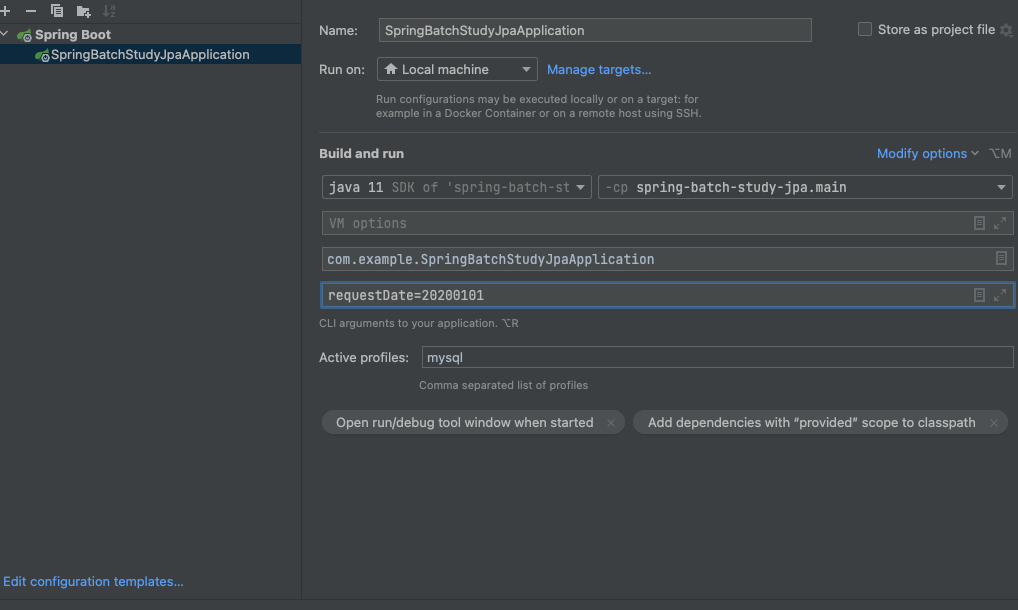 Spring Boot
SpringBatchStudyJpaApplication
Edit configuration templates...
Name: SpringBatchStudyJpaApplication Store as project file
Run on: Local machine Manage targets...
Run configurations may be executed locally or on a target: for
example in a Docker Container or on a remote host using SSH.
Build and run Modify options ⌥M
java 11 SDK of 'spring-batch-st -cp spring-batch-study-jpa.main
VM options
com.example.SpringBatchStudyJpaApplication
requestDate=20200101
CLI arguments to your application. ⌥R
Active profiles: mysql
Comma separated list of profiles
Open run/debug tool window when started × Add dependencies with “provided” scope to classpath ×